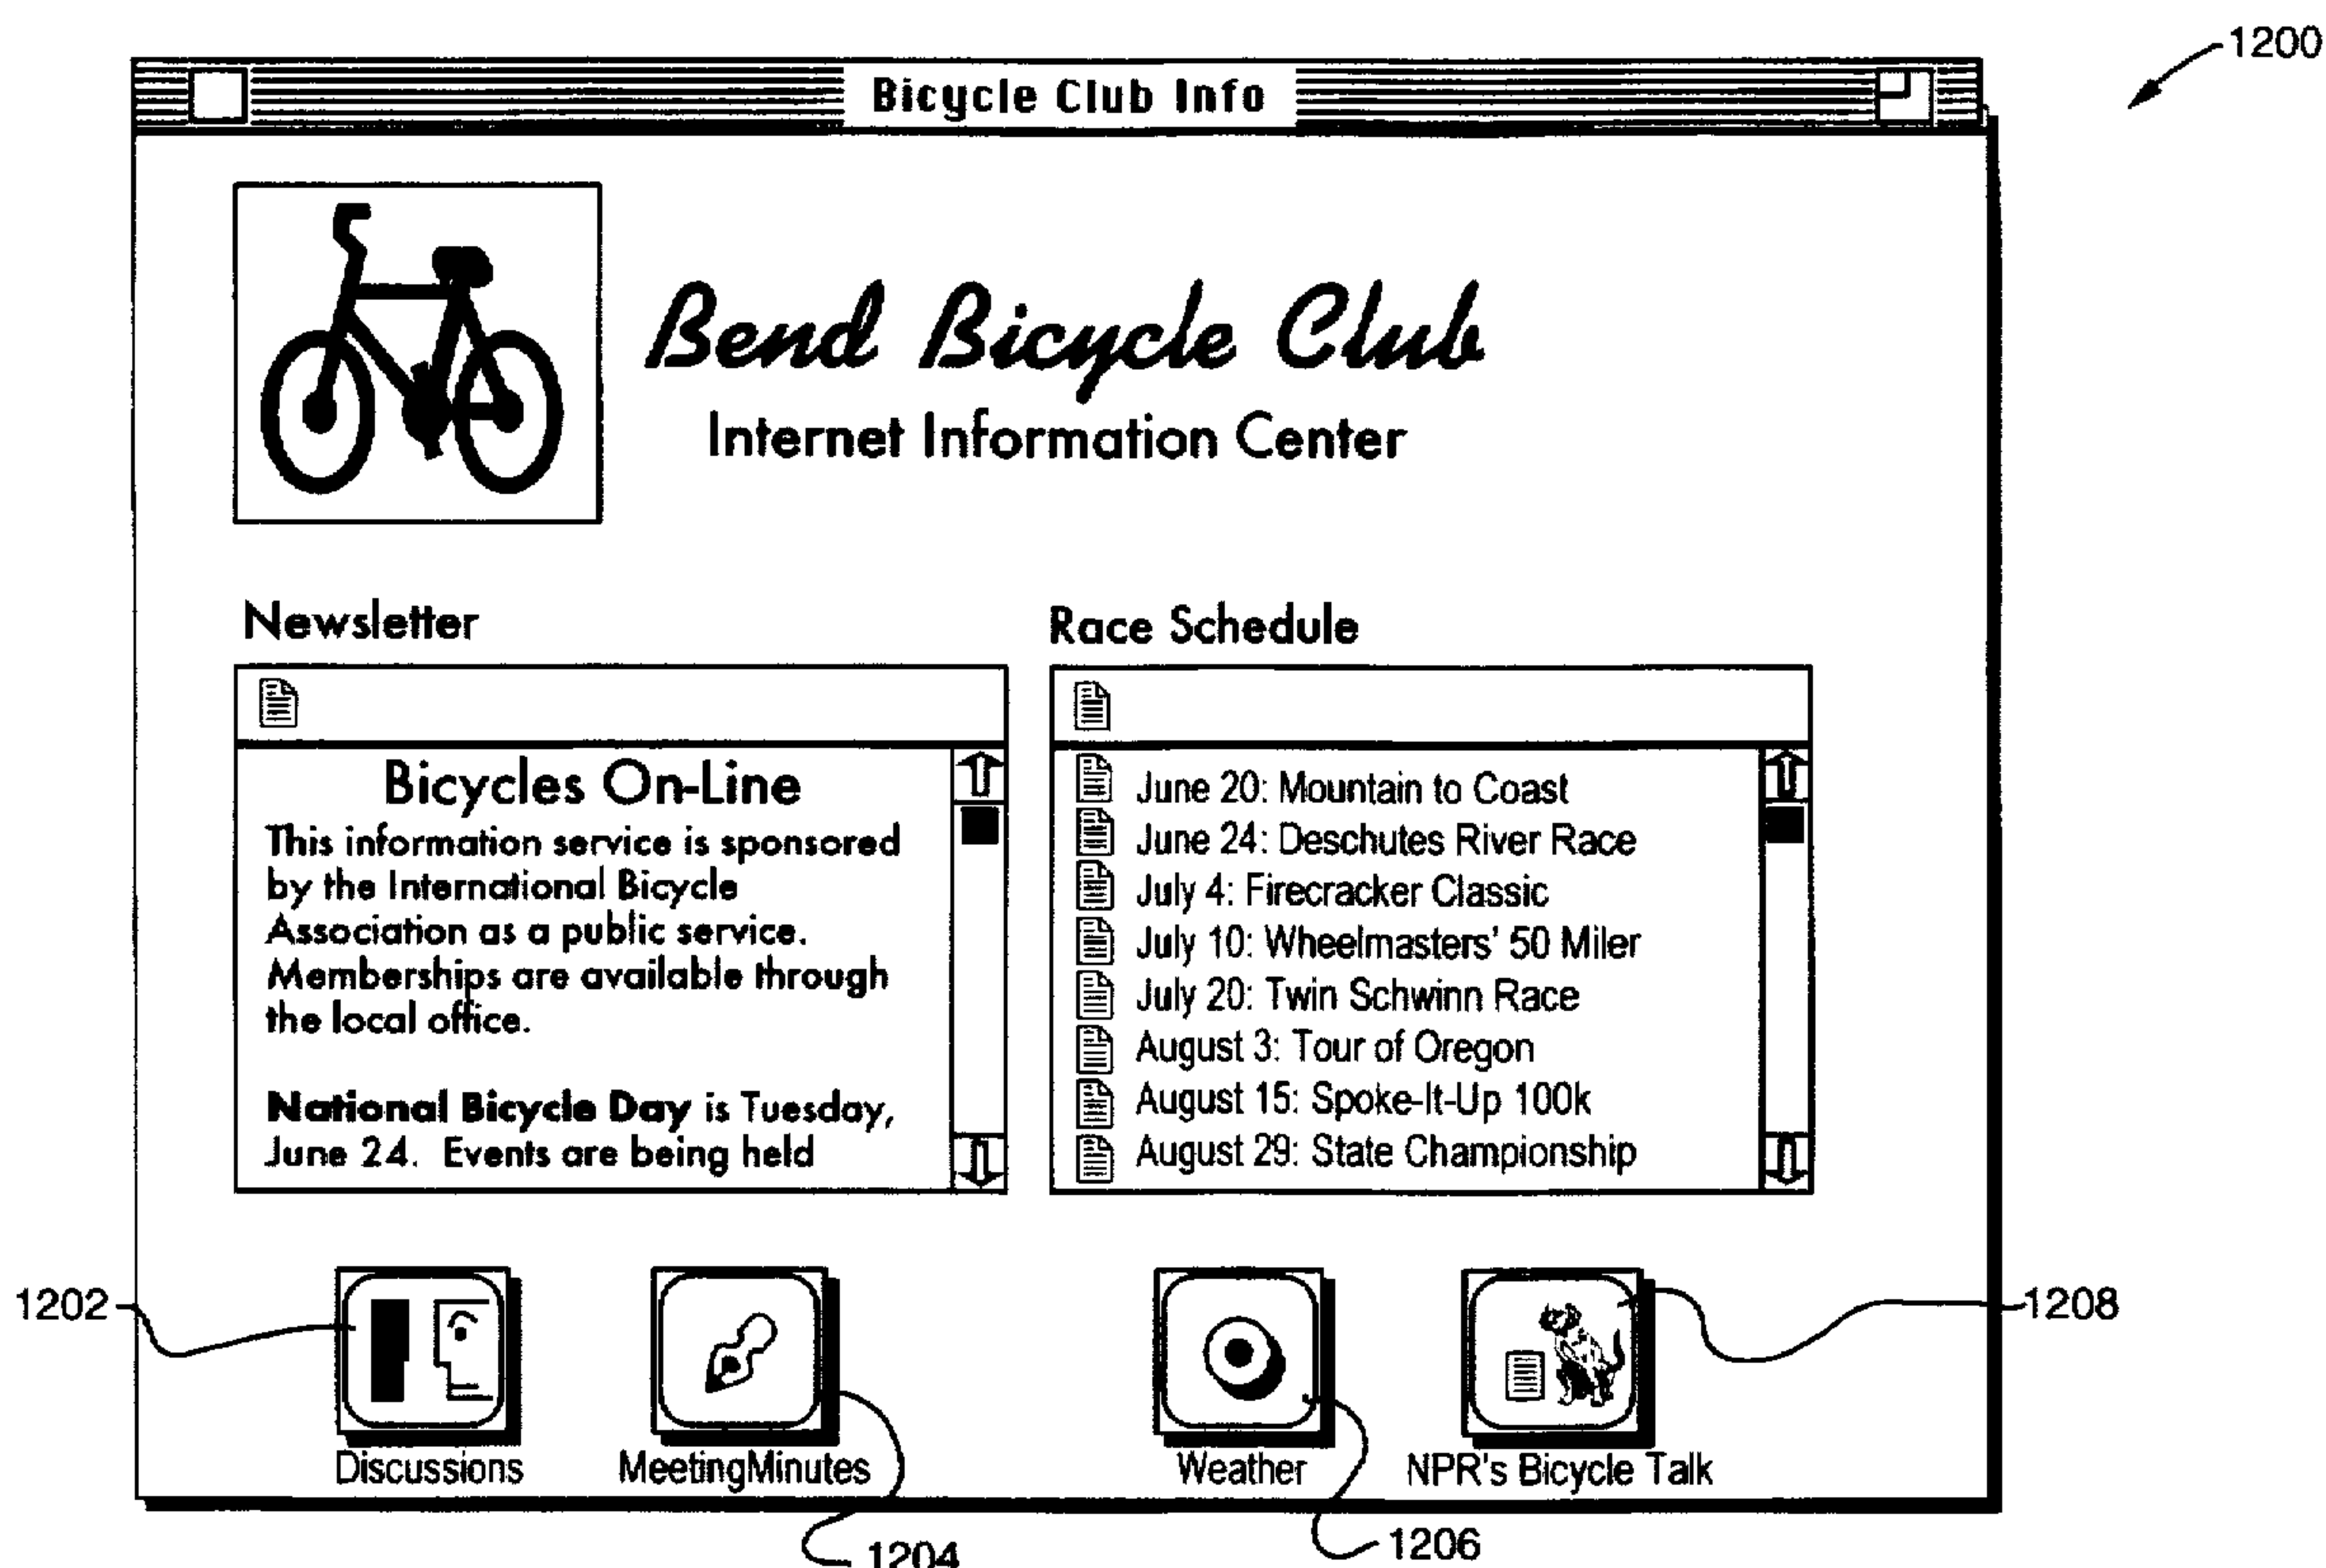 1200
Bicycle Club Info
Bend Bicycle Club
Internet Information Center
Newsletter
Bicycles On-Line
This information service is sponsored
by the International Bicycle
Association as a public service.
Memberships are available through
the local office.
National Bicycle Day is Tuesday,
June 24. Events are being held
Race Schedule
June 20: Mountain to Coast
June 24: Deschutes River Race
July 4: Firecracker Classic
July 10: Wheelmasters' 50 Miler
July 20: Twin Schwinn Race
August 3: Tour of Oregon
August 15: Spoke-It-Up 100k
August 29: State Championship
1202
1208
Discussions
MeetingMinutes
Weather
NPR's Bicycle Talk
1204
1206